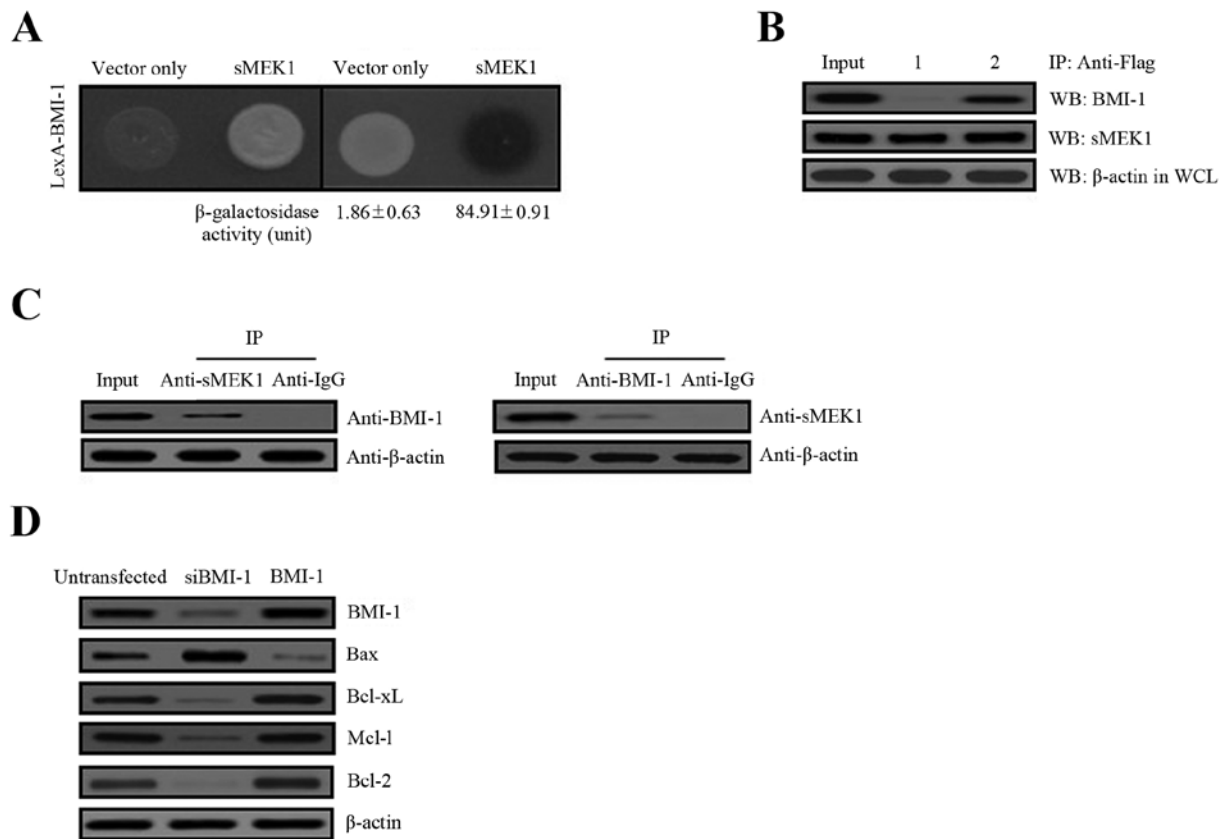 A
Vector only sMEK1 Vector only sMEK1
LexA-BMI-1
β-galactosidase 1.86±0.63 84.91±0.91
activity (unit)
B
Input 1 2 IP: Anti-Flag
WB: BMI-1
WB: sMEK1
WB: β-actin in WCL
C
IP
Input Anti-sMEK1 Anti-IgG
Anti-BMI-1
Anti-β-actin
IP
Input Anti-BMI-1 Anti-IgG
Anti-sMEK1
Anti-β-actin
D
Untransfected siBMI-1 BMI-1
BMI-1
Bax
Bcl-xL
Mcl-1
Bcl-2
β-actin